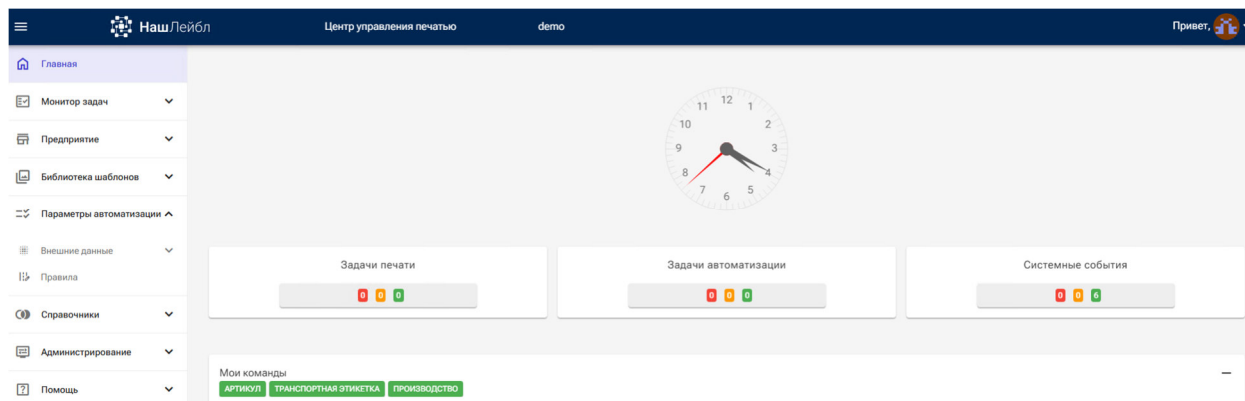 НашЛейбл Центр управления печатью demo Привет,
Главная
Монитор задач
Предприятие
Библиотека шаблонов
Параметры автоматизации
Внешние данные
Правила
Справочники
Администрирование
Помощь
12
11 1
10 2
9 3
8 4
7 5
6
Задачи печати
0 0 0
Задачи автоматизации
0 0 0
Системные события
0 0 6
Мои команды
АРТИКУЛ ТРАНСПОРТНАЯ ЭТИКЕТКА ПРОИЗВОДСТВО